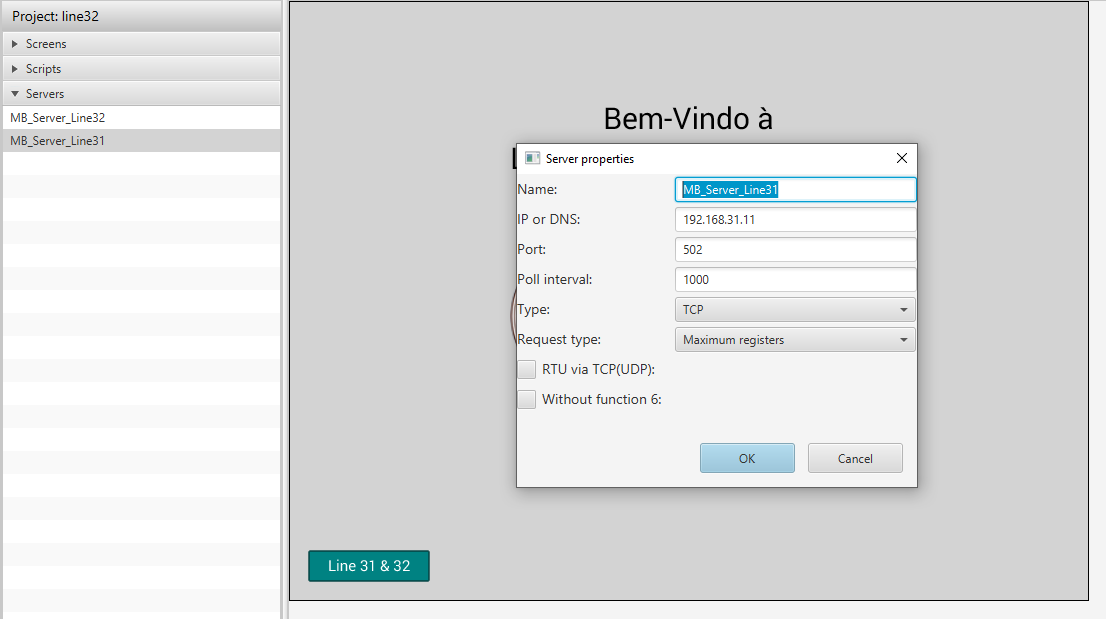 Project: line32
Screens
Scripts
Servers
MB_Server_Line32
MB_Server_Line31
Bem-Vindo à
Server properties
Name:
MB_Server_Line31
IP or DNS:
192.168.31.11
Port:
502
Poll interval:
1000
Type:
TCP
Request type:
Maximum registers
RTU via TCP(UDP):
Without function 6:
OK
Cancel
Line 31 & 32